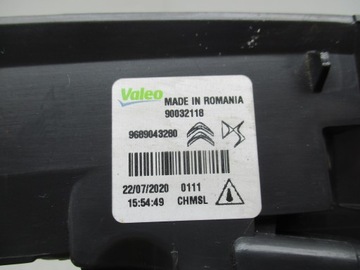 Valeo
MADE IN ROMANIA
90032118
9689043280
22/07/2020 0111
15:54:49 CHMSL